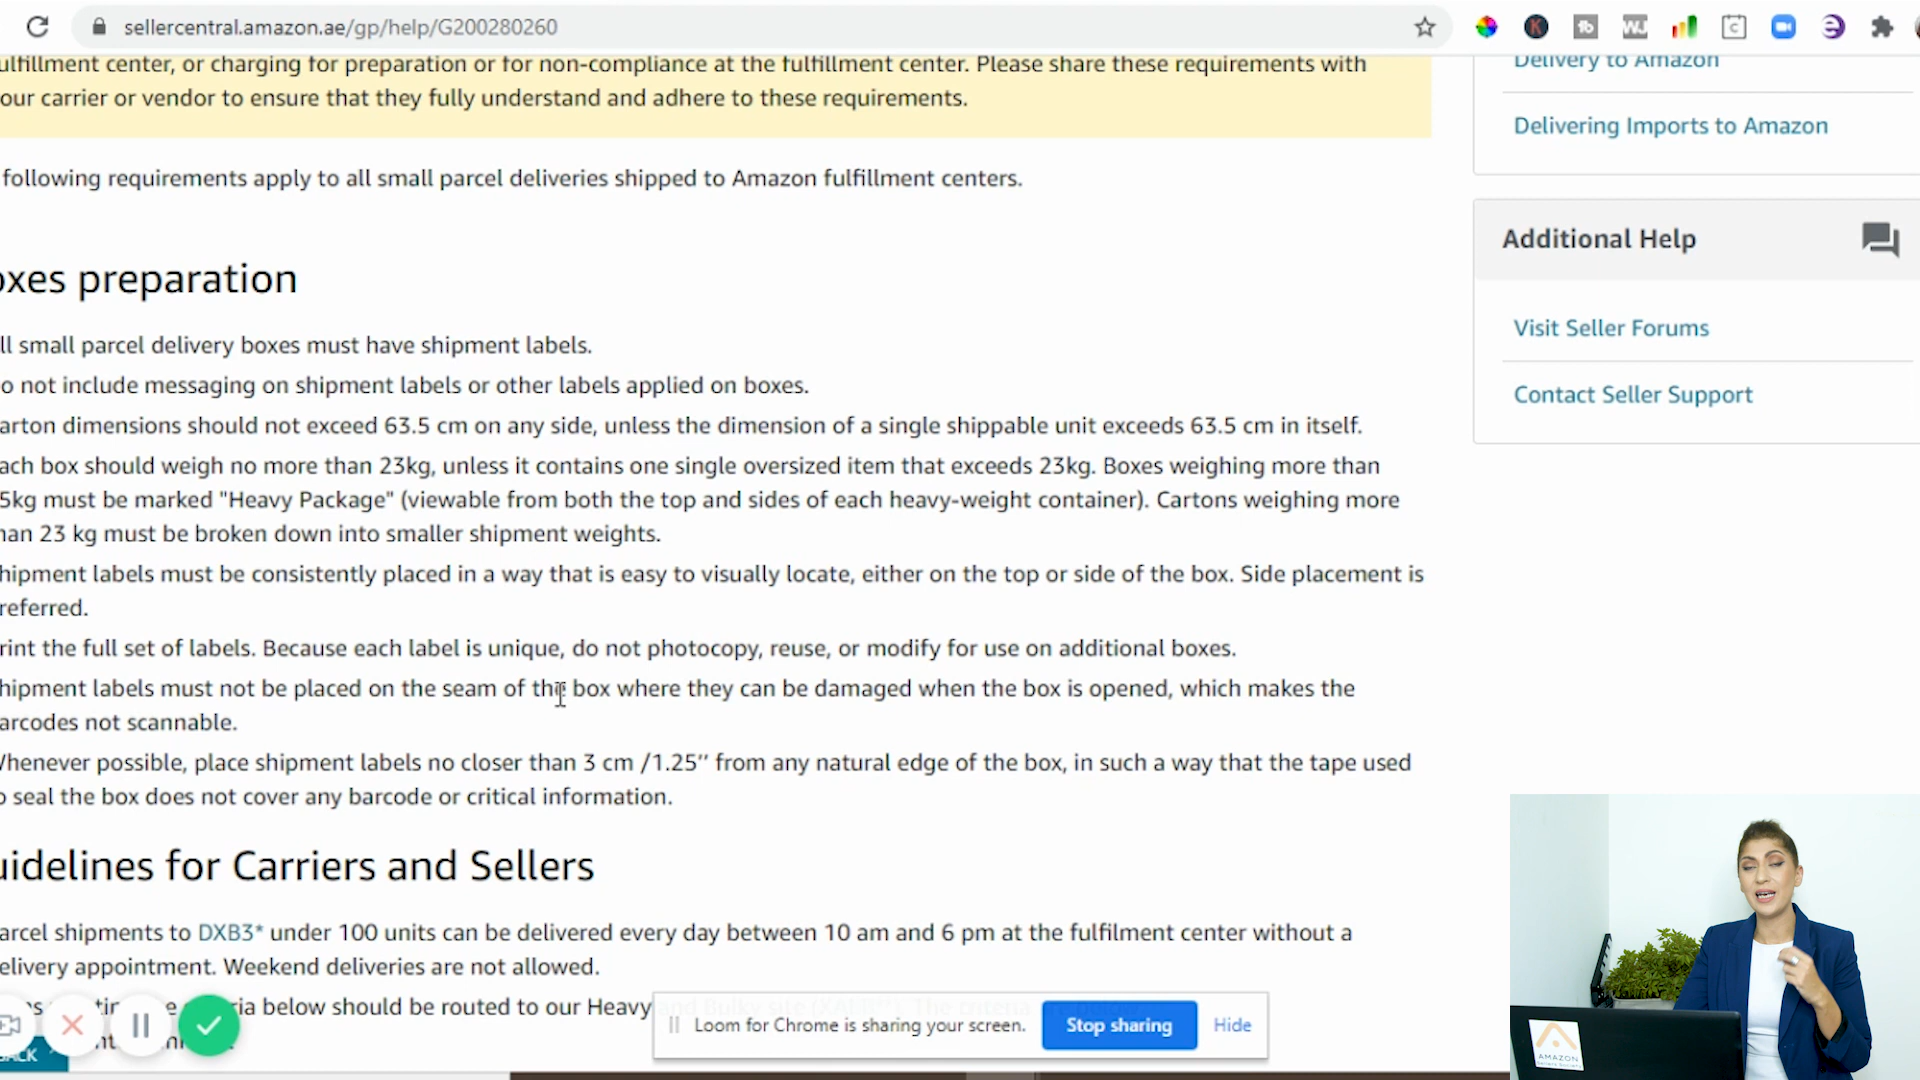 sellercentral.amazon.ae/gp/help/G200280260
ulfillment center, or charging for preparation or for non-compliance at the fulfillment center. Please share these requirements with
our carrier or vendor to ensure that they fully understand and adhere to these requirements.
following requirements apply to all small parcel deliveries shipped to Amazon fulfillment centers.
oxes preparation
ll small parcel delivery boxes must have shipment labels.
o not include messaging on shipment labels or other labels applied on boxes.
arton dimensions should not exceed 63.5 cm on any side, unless the dimension of a single shippable unit exceeds 63.5 cm in itself.
ach box should weigh no more than 23kg, unless it contains one single oversized item that exceeds 23kg. Boxes weighing more than
5kg must be marked "Heavy Package" (viewable from both the top and sides of each heavy-weight container). Cartons weighing more
han 23 kg must be broken down into smaller shipment weights.
hipment labels must be consistently placed in a way that is easy to visually locate, either on the top or side of the box. Side placement is
referred.
rint the full set of labels. Because each label is unique, do not photocopy, reuse, or modify for use on additional boxes.
hipment labels must not be placed on the seam of the box where they can be damaged when the box is opened, which makes the
arcodes not scannable.
Whenever possible, place shipment labels no closer than 3 cm /1.25″ from any natural edge of the box, in such a way that the tape used
o seal the box does not cover any barcode or critical information.
uidelines for Carriers and Sellers
arcel shipments to DXB3* under 100 units can be delivered every day between 10 am and 6 pm at the fulfilment center without a
elivery appointment. Weekend deliveries are not allowed.
below should be routed to our Heavy and Bulky site
Loom for Chrome is sharing your screen.
Stop sharing
Hide
Delivery to Amazon
Delivering Imports to Amazon
Additional Help
Visit Seller Forums
Contact Seller Support
AMAZON